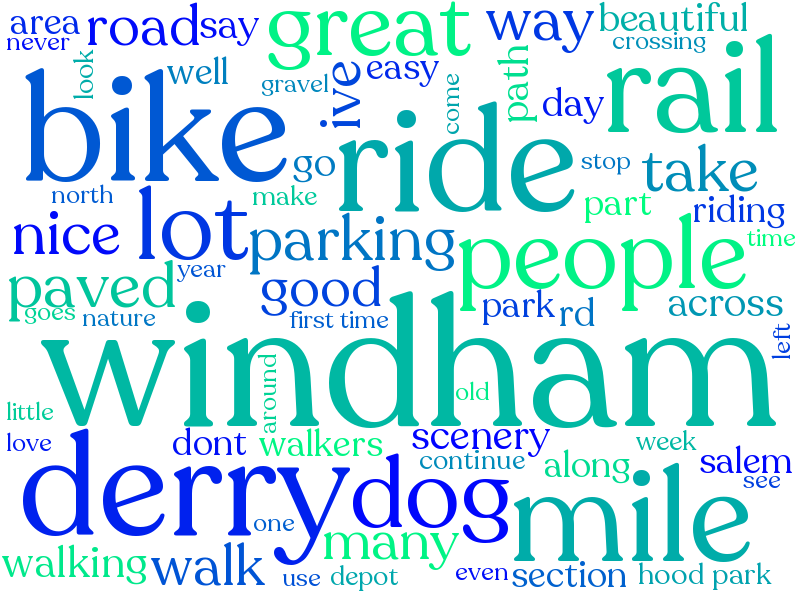 area road say great way beautiful
never look well gravel ive easy path crossing rail
bike go ride come day stop take
north make part riding
nice lot parking people time
paved year good park rd across
goes nature first time left
windham
little around old
love dont walkers scenery week
derry dog continue along salem
one many mile see
walking walk use depot even section hood park